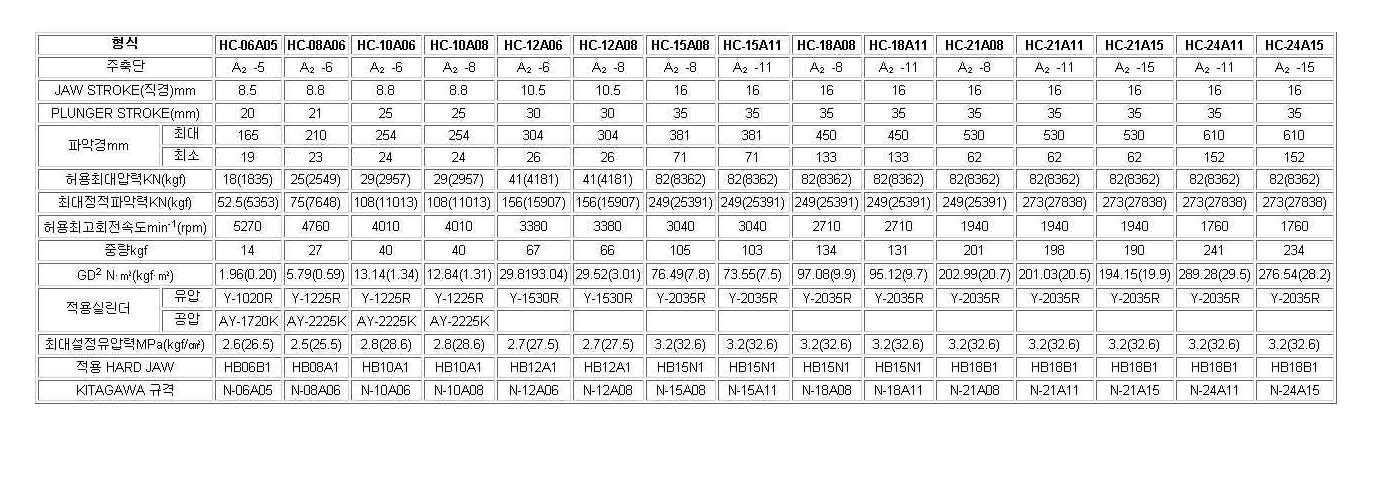 형식 HC-06A05 HC-08A06 HC-10A06 HC-10A08 HC-12A06 HC-12A08 HC-15A08 HC-15A11 HC-18A08 HC-18A11 HC-21A08 HC-21A11 HC-21A15 HC-24A11 HC-24A15
주축단 A₂ -5 A₂ -6 A₂ -6 A₂ -8 A₂ -6 A₂ -8 A₂ -8 A₂ -11 A₂ -8 A₂ -11 A₂ -8 A₂ -11 A₂ -15 A₂ -11 A₂ -15
JAW STROKE(직경)mm 8.5 8.8 8.8 8.8 10.5 10.5 16 16 16 16 16 16 16 16 16
PLUNGER STROKE(mm) 20 21 25 25 30 30 35 35 35 35 35 35 35 35 35
파악경mm 최대 165 210 254 254 304 304 381 381 450 450 530 530 530 610 610
최소 19 23 24 24 26 26 71 71 133 133 62 62 62 152 152
허용최대압력KN(kgf) 18(1835) 25(2549) 29(2957) 29(2957) 41(4181) 41(4181) 82(8362) 82(8362) 82(8362) 82(8362) 82(8362) 82(8362) 82(8362) 82(8362) 82(8362)
최대정적파악력KN(kgf) 52.5(5353) 75(7648) 108(11013) 108(11013) 156(15907) 156(15907) 249(25391) 249(25391) 249(25391) 249(25391) 249(25391) 273(27838) 273(27838) 273(27838) 273(27838)
허용최고회전속도min⁻¹(rpm) 5270 4760 4010 4010 3380 3380 3040 3040 2710 2710 1940 1940 1940 1760 1760
중량kgf 14 27 40 40 67 66 105 103 134 131 201 198 190 241 234
GD² N·㎡(kgf·㎡) 1.96(0.20) 5.79(0.59) 13.14(1.34) 12.84(1.31) 29.8193.04) 29.52(3.01) 76.49(7.8) 73.55(7.5) 97.08(9.9) 95.12(9.7) 202.99(20.7) 201.03(20.5) 194.15(19.9) 289.28(29.5) 276.54(28.2)
적용실린더 유압 Y-1020R Y-1225R Y-1225R Y-1225R Y-1530R Y-1530R Y-2035R Y-2035R Y-2035R Y-2035R Y-2035R Y-2035R Y-2035R Y-2035R Y-2035R
공압 AY-1720K AY-2225K AY-2225K AY-2225K
최대설정유압력MPa(kgf/㎠) 2.6(26.5) 2.5(25.5) 2.8(28.6) 2.8(28.6) 2.7(27.5) 2.7(27.5) 3.2(32.6) 3.2(32.6) 3.2(32.6) 3.2(32.6) 3.2(32.6) 3.2(32.6) 3.2(32.6) 3.2(32.6) 3.2(32.6)
적용 HARD JAW HB06B1 HB08A1 HB10A1 HB10A1 HB12A1 HB12A1 HB15N1 HB15N1 HB15N1 HB15N1 HB18B1 HB18B1 HB18B1 HB18B1 HB18B1
KITAGAWA 규격 N-06A05 N-08A06 N-10A06 N-10A08 N-12A06 N-12A08 N-15A08 N-15A11 N-18A08 N-18A11 N-21A08 N-21A11 N-21A15 N-24A11 N-24A15